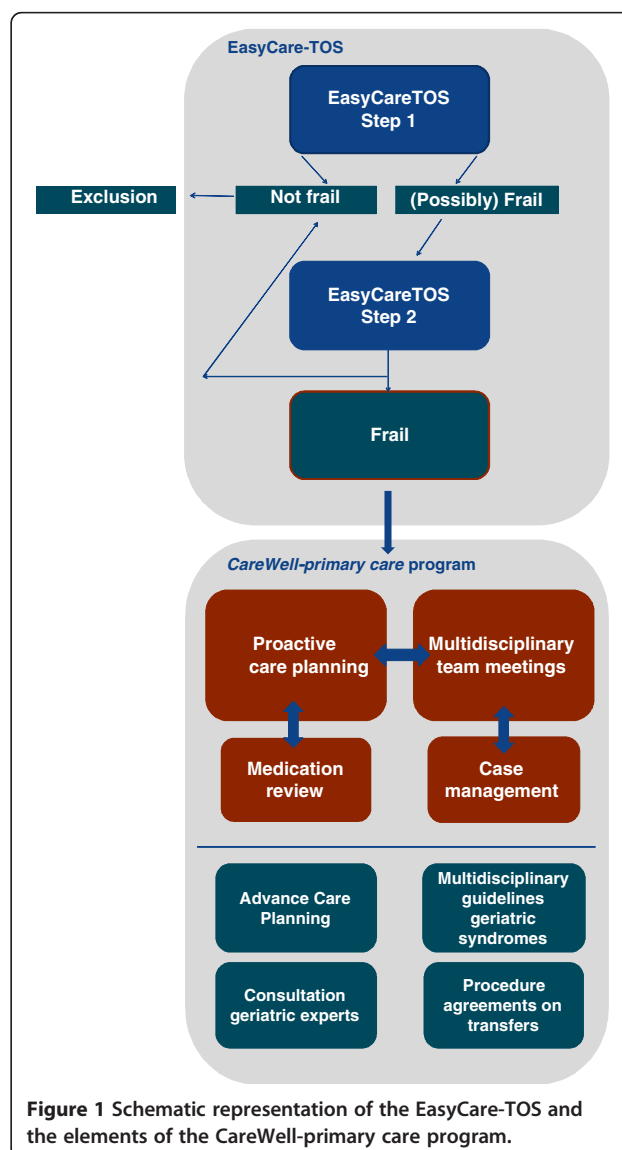 EasyCare-TOS
EasyCareTOS
Step 1
Exclusion
Not frail
(Possibly) Frail
EasyCareTOS
Step 2
Frail
CareWell-primary care program
Proactive
care planning
Multidisciplinary
team meetings
Medication
review
Case
management
Advance Care
Planning
Multidisciplinary
guidelines
geriatric
syndromes
Consultation
geriatric experts
Procedure
agreements on
transfers
Figure 1 Schematic representation of the EasyCare-TOS and
the elements of the CareWell-primary care program.